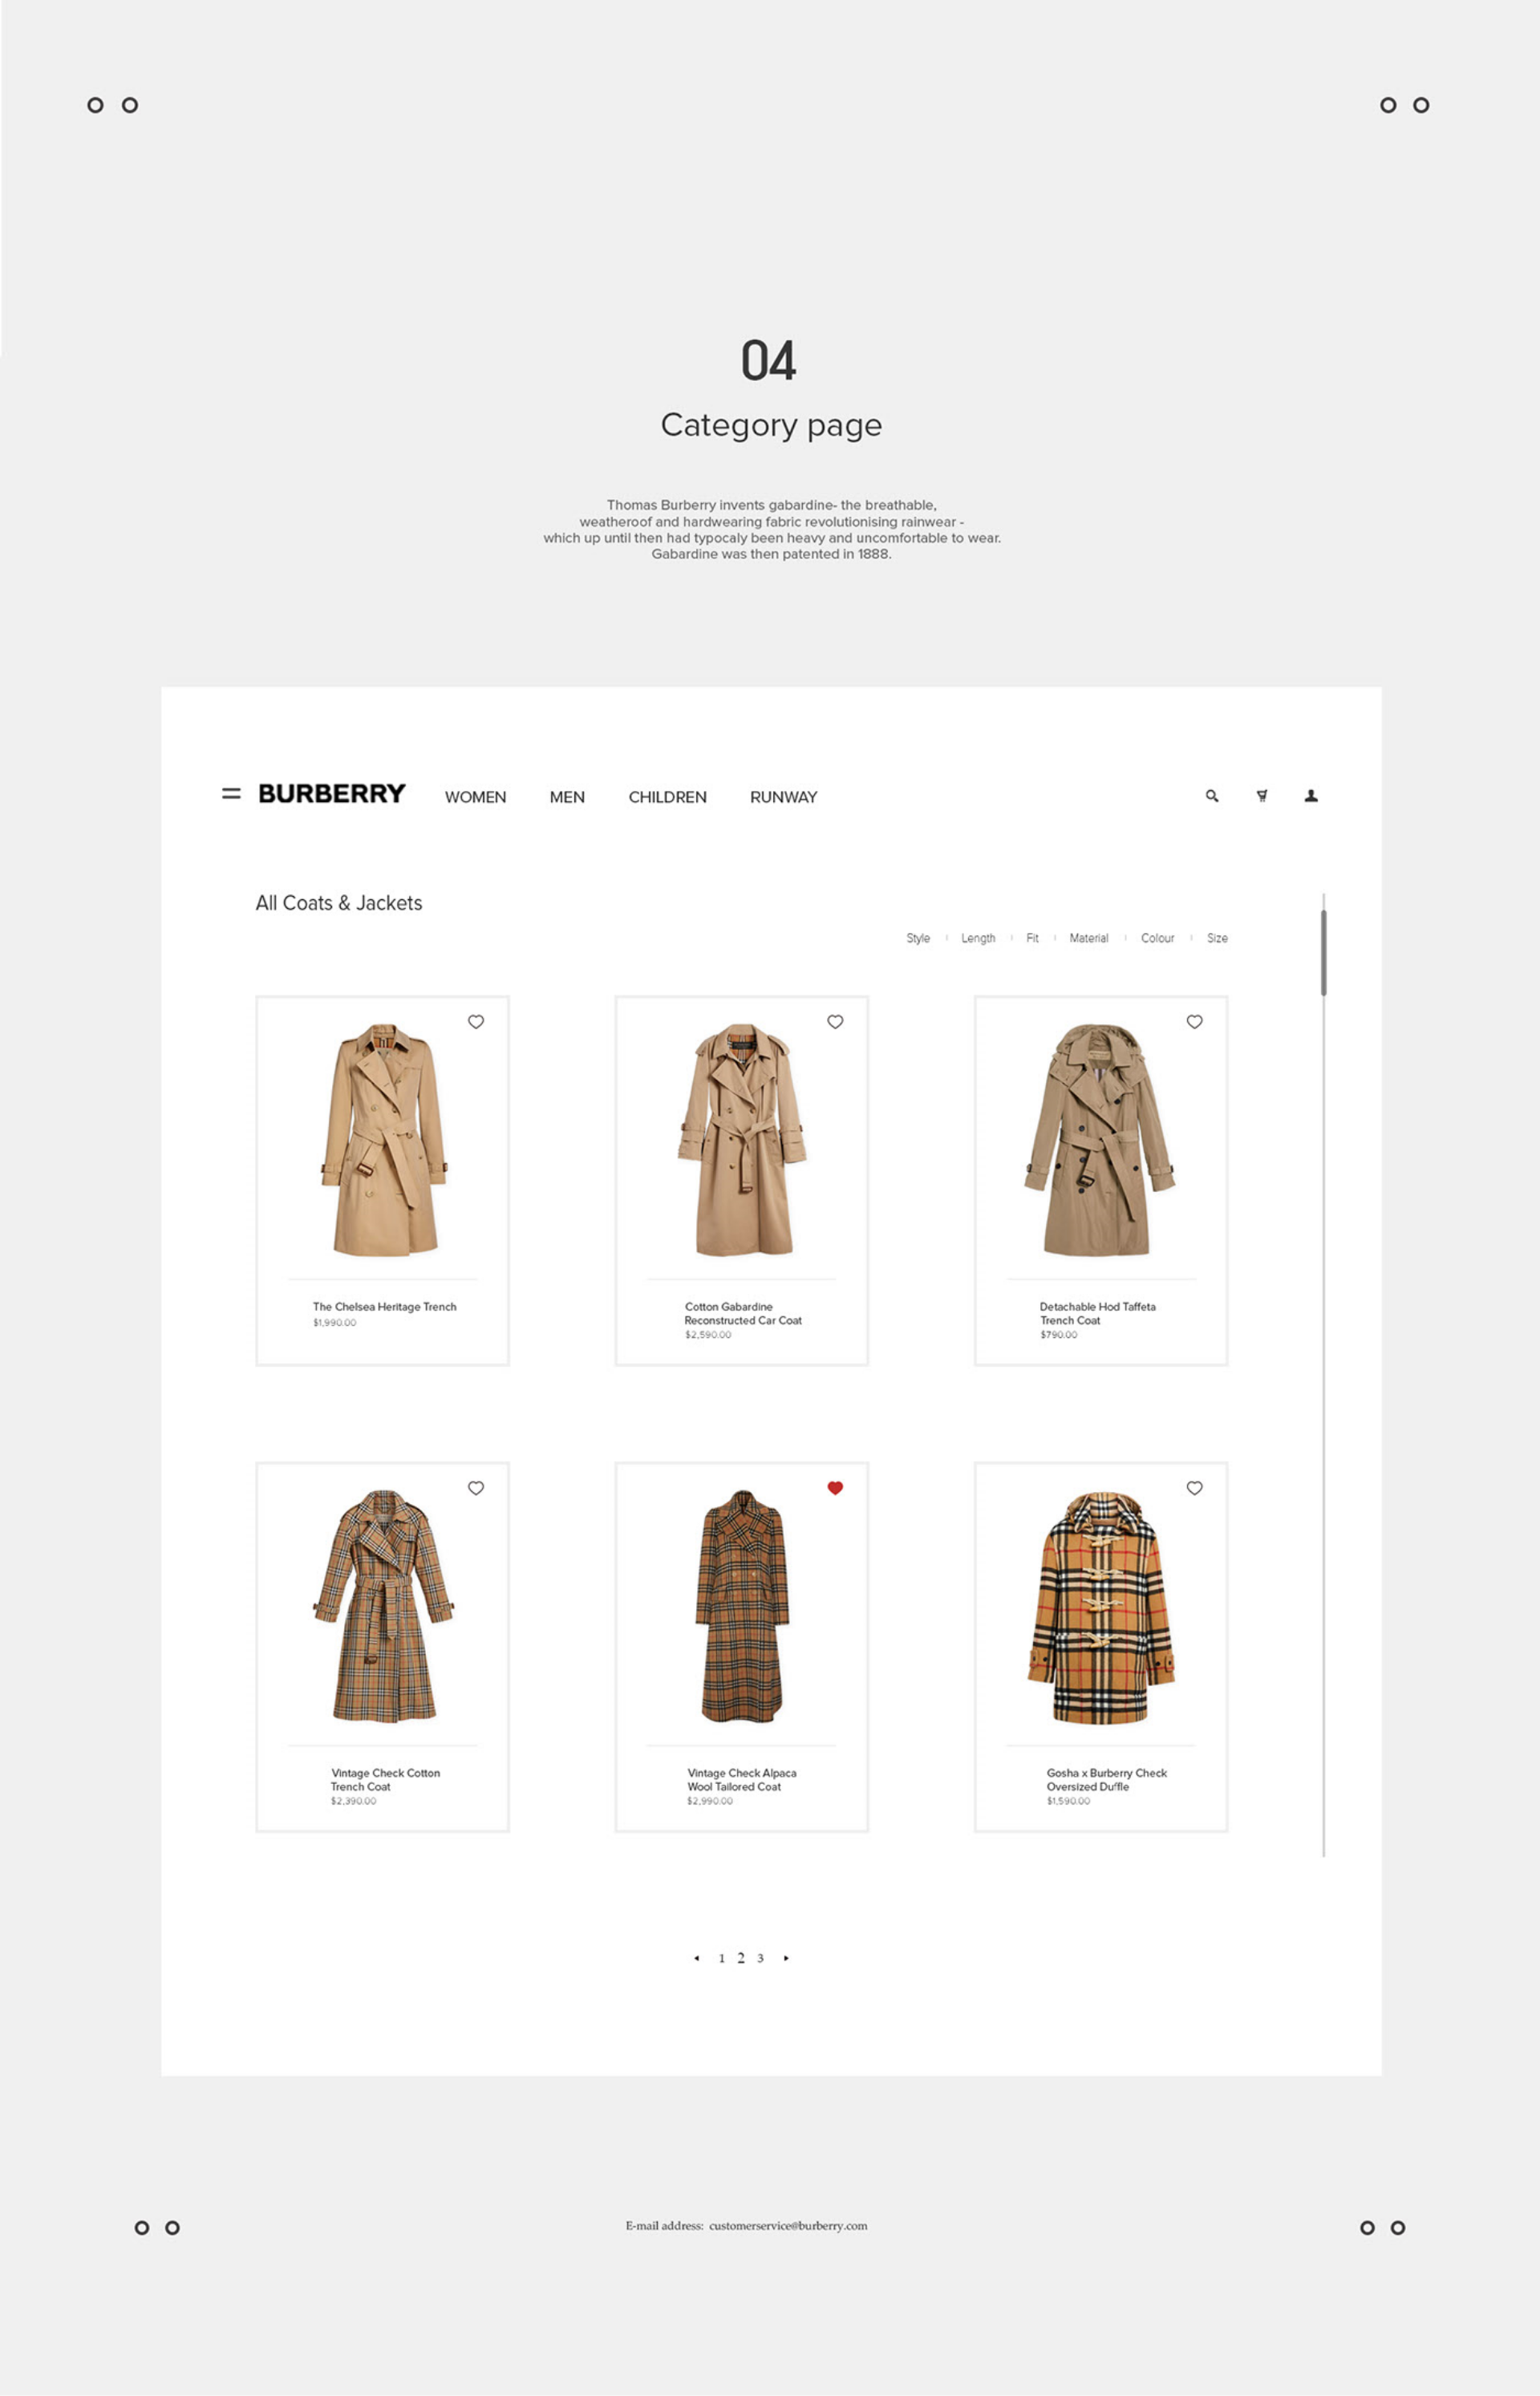 04
Category page
Thomas Burberry invents gabardine- the breathable,
weatheroof and hardwearing fabric revolutionising rainwear -
which up until then had typocaly been heavy and uncomfortable to wear.
Gabardine was then patented in 1888.
BURBERRY WOMEN MEN CHILDREN RUNWAY
All Coats & Jackets
Style Length Fit Material Colour Size
The Chelsea Heritage Trench
$1,990.00
Cotton Gabardine
Reconstructed Car Coat
$2,590.00
Detachable Hod Taffeta
Trench Coat
$790.00
Vintage Check Cotton
Trench Coat
$2,390.00
Vintage Check Alpaca
Wool Tailored Coat
$2,990.00
Gosha x Burberry Check
Oversized Duffle
$1,590.00
1 2 3
E-mail address: customerservice@burberry.com